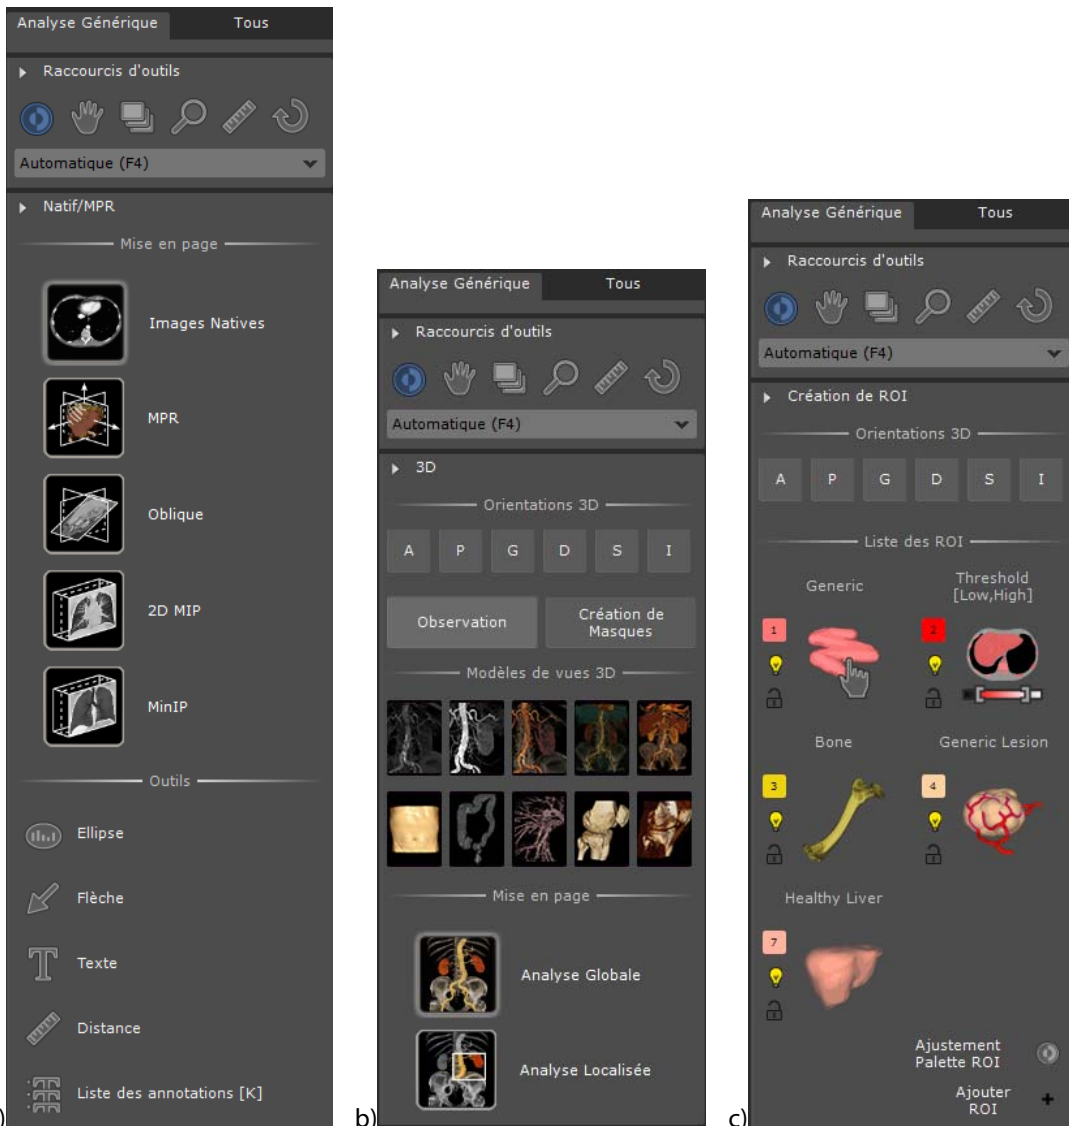 Analyse Générique Tous
Raccourcis d'outils
Automatique (F4)
Natif/MPR
Mise en page
Images Natives
MPR
Oblique
2D MIP
MinIP
Outils
Ellipse
Flèche
T Texte
Distance
Liste des annotations [K]
)
Analyse Générique Tous
Raccourcis d'outils
Automatique (F4)
3D
Orientations 3D
A P G D S I
Observation
Création de
Masques
Modèles de vues 3D
Mise en page
Analyse Globale
Analyse Localisée
b)
Analyse Générique Tous
Raccourcis d'outils
Automatique (F4)
Création de ROI
Orientations 3D
A P G D S I
Liste des ROI
Generic
Threshold
[Low,High]
1
2
Bone
Generic Lesion
3
4
Healthy Liver
7
Ajustement
Palette ROI
Ajouter
ROI
c)